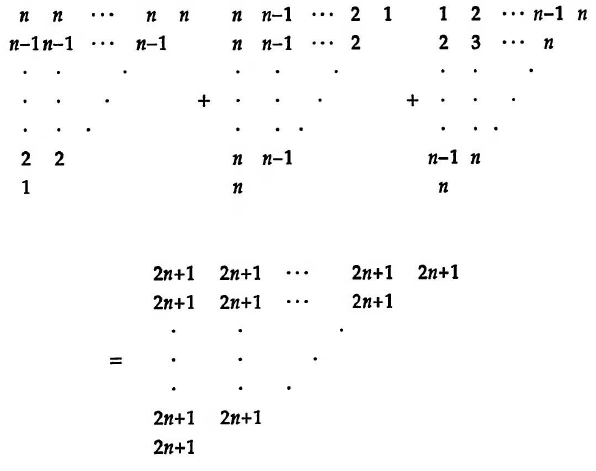 n n ⋯ n n n n–1 ⋯ 2 1 1 2 ⋯ n–1 n
n–1 n–1 ⋯ n–1 n n–1 ⋯ 2 2 3 ⋯ n
· · · · · · · · ·
· · · + · · · + · · ·
· · · · · · · · ·
2 2 n n–1 n–1 n
1 n n
2n+1 2n+1 ⋯ 2n+1 2n+1
2n+1 2n+1 ⋯ 2n+1
· · ·
= · · ·
· · ·
2n+1 2n+1
2n+1